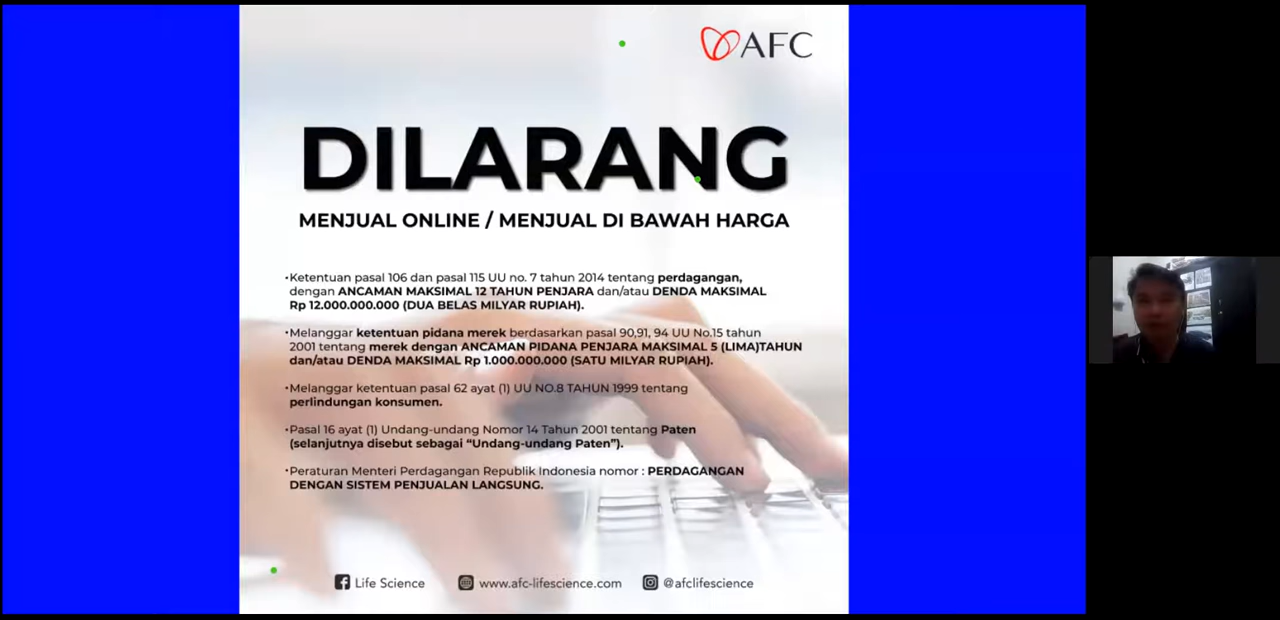 AFC
DILARANG
MENJUAL ONLINE / MENJUAL DI BAWAH HARGA
•Ketentuan pasal 106 dan pasal 115 UU no. 7 tahun 2014 tentang perdagangan,
dengan ANCAMAN MAKSIMAL 12 TAHUN PENJARA dan/atau DENDA MAKSIMAL
Rp 12.000.000.000 (DUA BELAS MILYAR RUPIAH).
•Melanggar ketentuan pidana merek berdasarkan pasal 90,91, 94 UU No.15 tahun
2001 tentang merek dengan ANCAMAN PIDANA PENJARA MAKSIMAL 5 (LIMA)TAHUN
dan/atau DENDA MAKSIMAL Rp 1.000.000.000 (SATU MILYAR RUPIAH).
•Melanggar ketentuan pasal 62 ayat (1) UU NO.8 TAHUN 1999 tentang
perlindungan konsumen.
•Pasal 16 ayat (1) Undang-undang Nomor 14 Tahun 2001 tentang Paten
(selanjutnya disebut sebagai “Undang-undang Paten”).
•Peraturan Menteri Perdagangan Republik Indonesia nomor : PERDAGANGAN
DENGAN SISTEM PENJUALAN LANGSUNG.
Life Science www.afc-lifescience.com @afclifescience